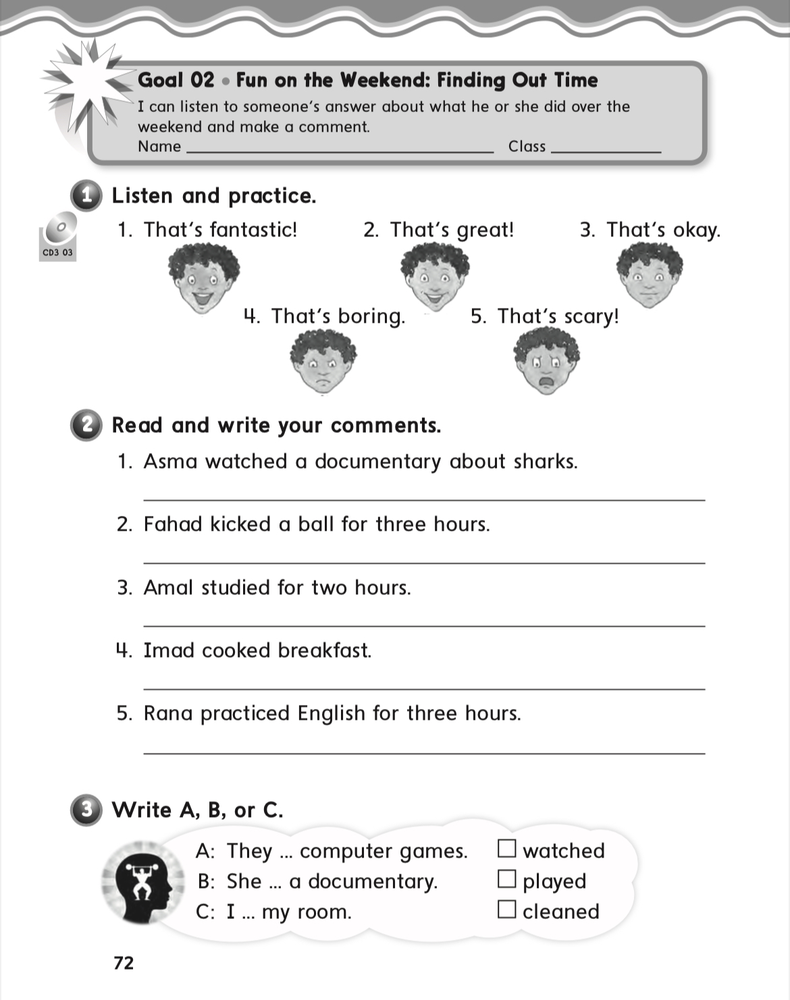 Goal 02 • Fun on the Weekend: Finding Out Time
I can listen to someone's answer about what he or she did over the
weekend and make a comment.
Name ____ Class ____
1 Listen and practice.
CD3 03
1. That's fantastic! 2. That's great! 3. That's okay.
4. That's boring. 5. That's scary!
2 Read and write your comments.
1. Asma watched a documentary about sharks.
2. Fahad kicked a ball for three hours.
3. Amal studied for two hours.
4. Imad cooked breakfast.
5. Rana practiced English for three hours.
3 Write A, B, or C.
A: They ... computer games. □ watched
B: She ... a documentary. □ played
C: I ... my room. □ cleaned
72